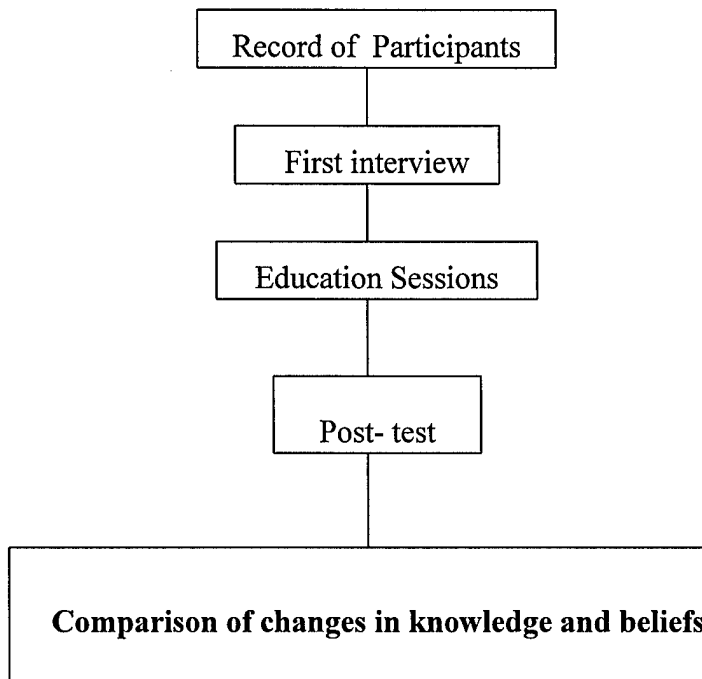 Record of Participants
First interview
Education Sessions
Post- test
Comparison of changes in knowledge and beliefs